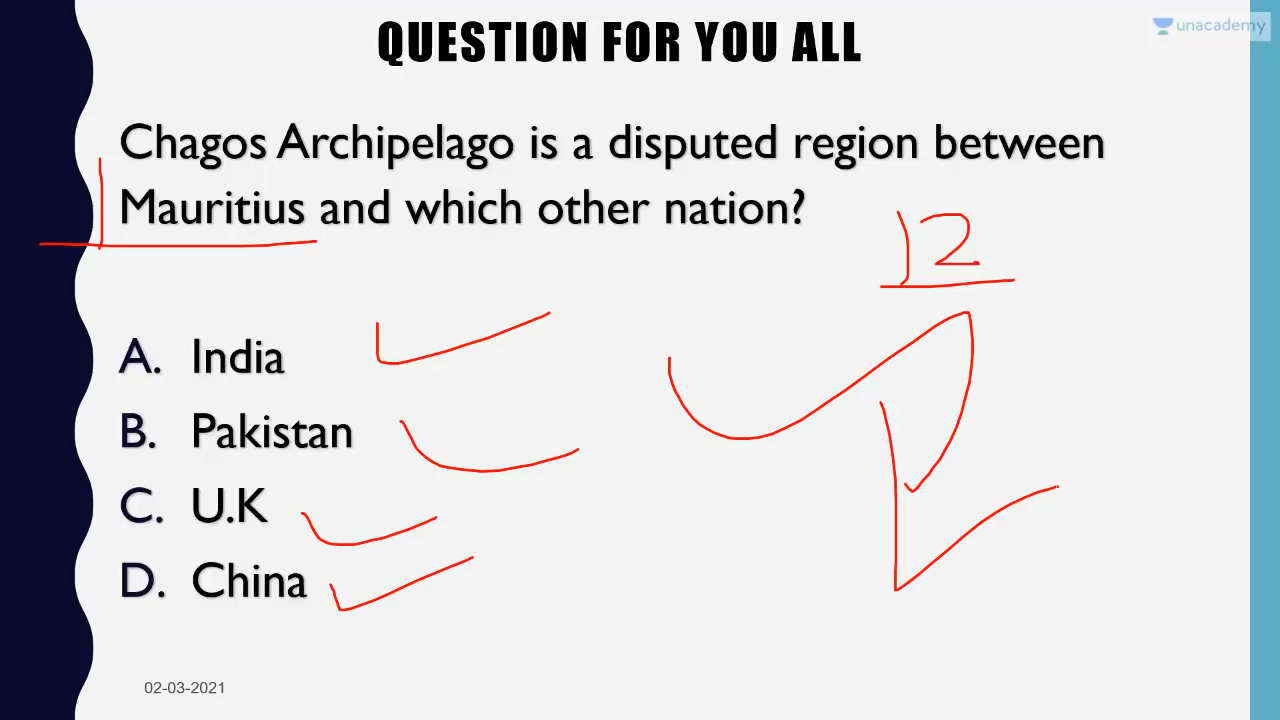 QUESTION FOR YOU ALL
unacademy
Chagos Archipelago is a disputed region between
Mauritius and which other nation?
12
A. India
B. Pakistan
C. U.K
D. China
02-03-2021